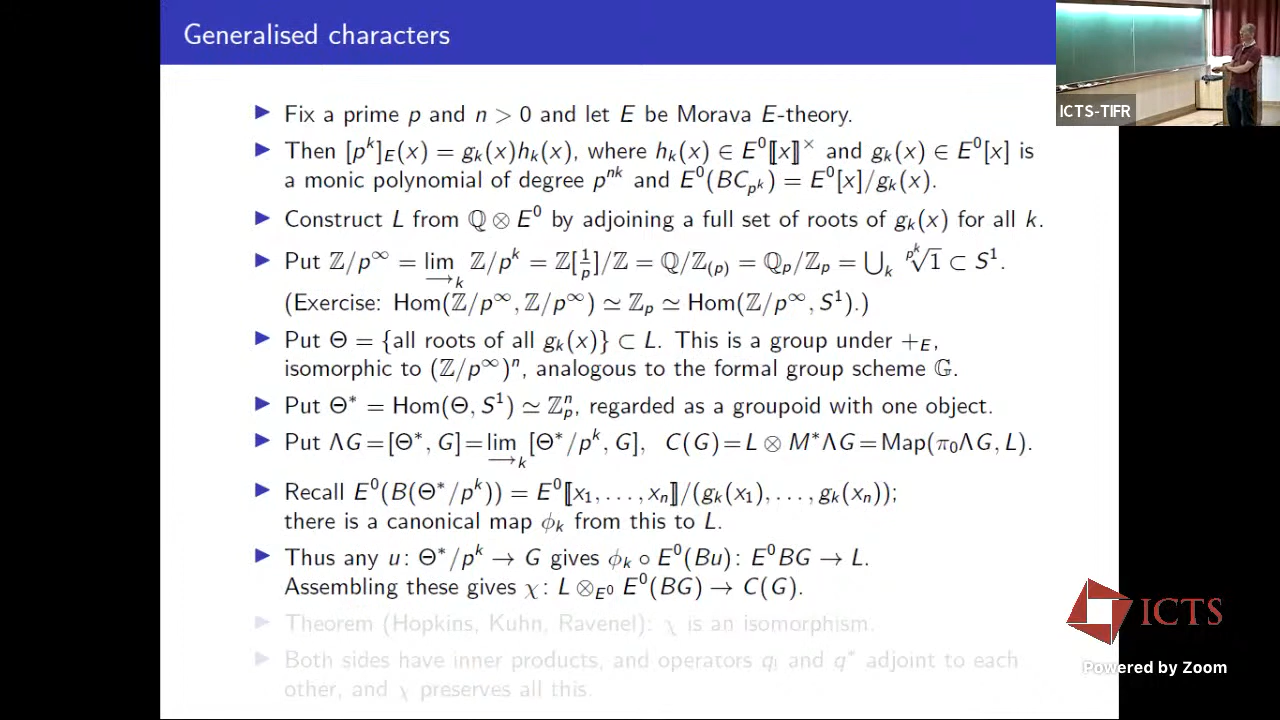 Generalised characters
ICTS-TIFR
▶ Fix a prime p and n > 0 and let E be Morava E-theory.
▶ Then [p^k]_E(x) = g_k(x)h_k(x), where h_k(x) ∈ E^0⟦x⟧^× and g_k(x) ∈ E^0[x] is
a monic polynomial of degree p^{nk} and E^0(BC_{p^k}) = E^0[x]/g_k(x).
▶ Construct L from ℚ ⊗ E^0 by adjoining a full set of roots of g_k(x) for all k.
▶ Put ℤ/p^∞ = lim_{→k} ℤ/p^k = ℤ[1/p]/ℤ = ℚ/ℤ_{(p)} = ℚ_p/ℤ_p = ⋃_k \sqrt[p^k]{1} ⊂ S^1.
(Exercise: Hom(ℤ/p^∞, ℤ/p^∞) ≃ ℤ_p ≃ Hom(ℤ/p^∞, S^1).)
▶ Put Θ = {all roots of all g_k(x)} ⊂ L. This is a group under +_E,
isomorphic to (ℤ/p^∞)^n, analogous to the formal group scheme 𝔾.
▶ Put Θ* = Hom(Θ, S^1) ≃ ℤ_p^n, regarded as a groupoid with one object.
▶ Put ΛG = [Θ*, G] = lim_{→k} [Θ*/p^k, G], C(G) = L ⊗ M*ΛG = Map(π_0ΛG, L).
▶ Recall E^0(B(Θ*/p^k)) = E^0⟦x_1, . . . , x_n⟧/(g_k(x_1), . . . , g_k(x_n));
there is a canonical map ϕ_k from this to L.
▶ Thus any u: Θ*/p^k → G gives ϕ_k ∘ E^0(Bu): E^0BG → L.
Assembling these gives χ: L ⊗_{E^0} E^0(BG) → C(G).
▶ Theorem (Hopkins, Kuhn, Ravenel): χ is an isomorphism.
▶ Both sides have inner products, and operators q_! and q* adjoint to each
other, and χ preserves all this.
ICTS
Powered by Zoom